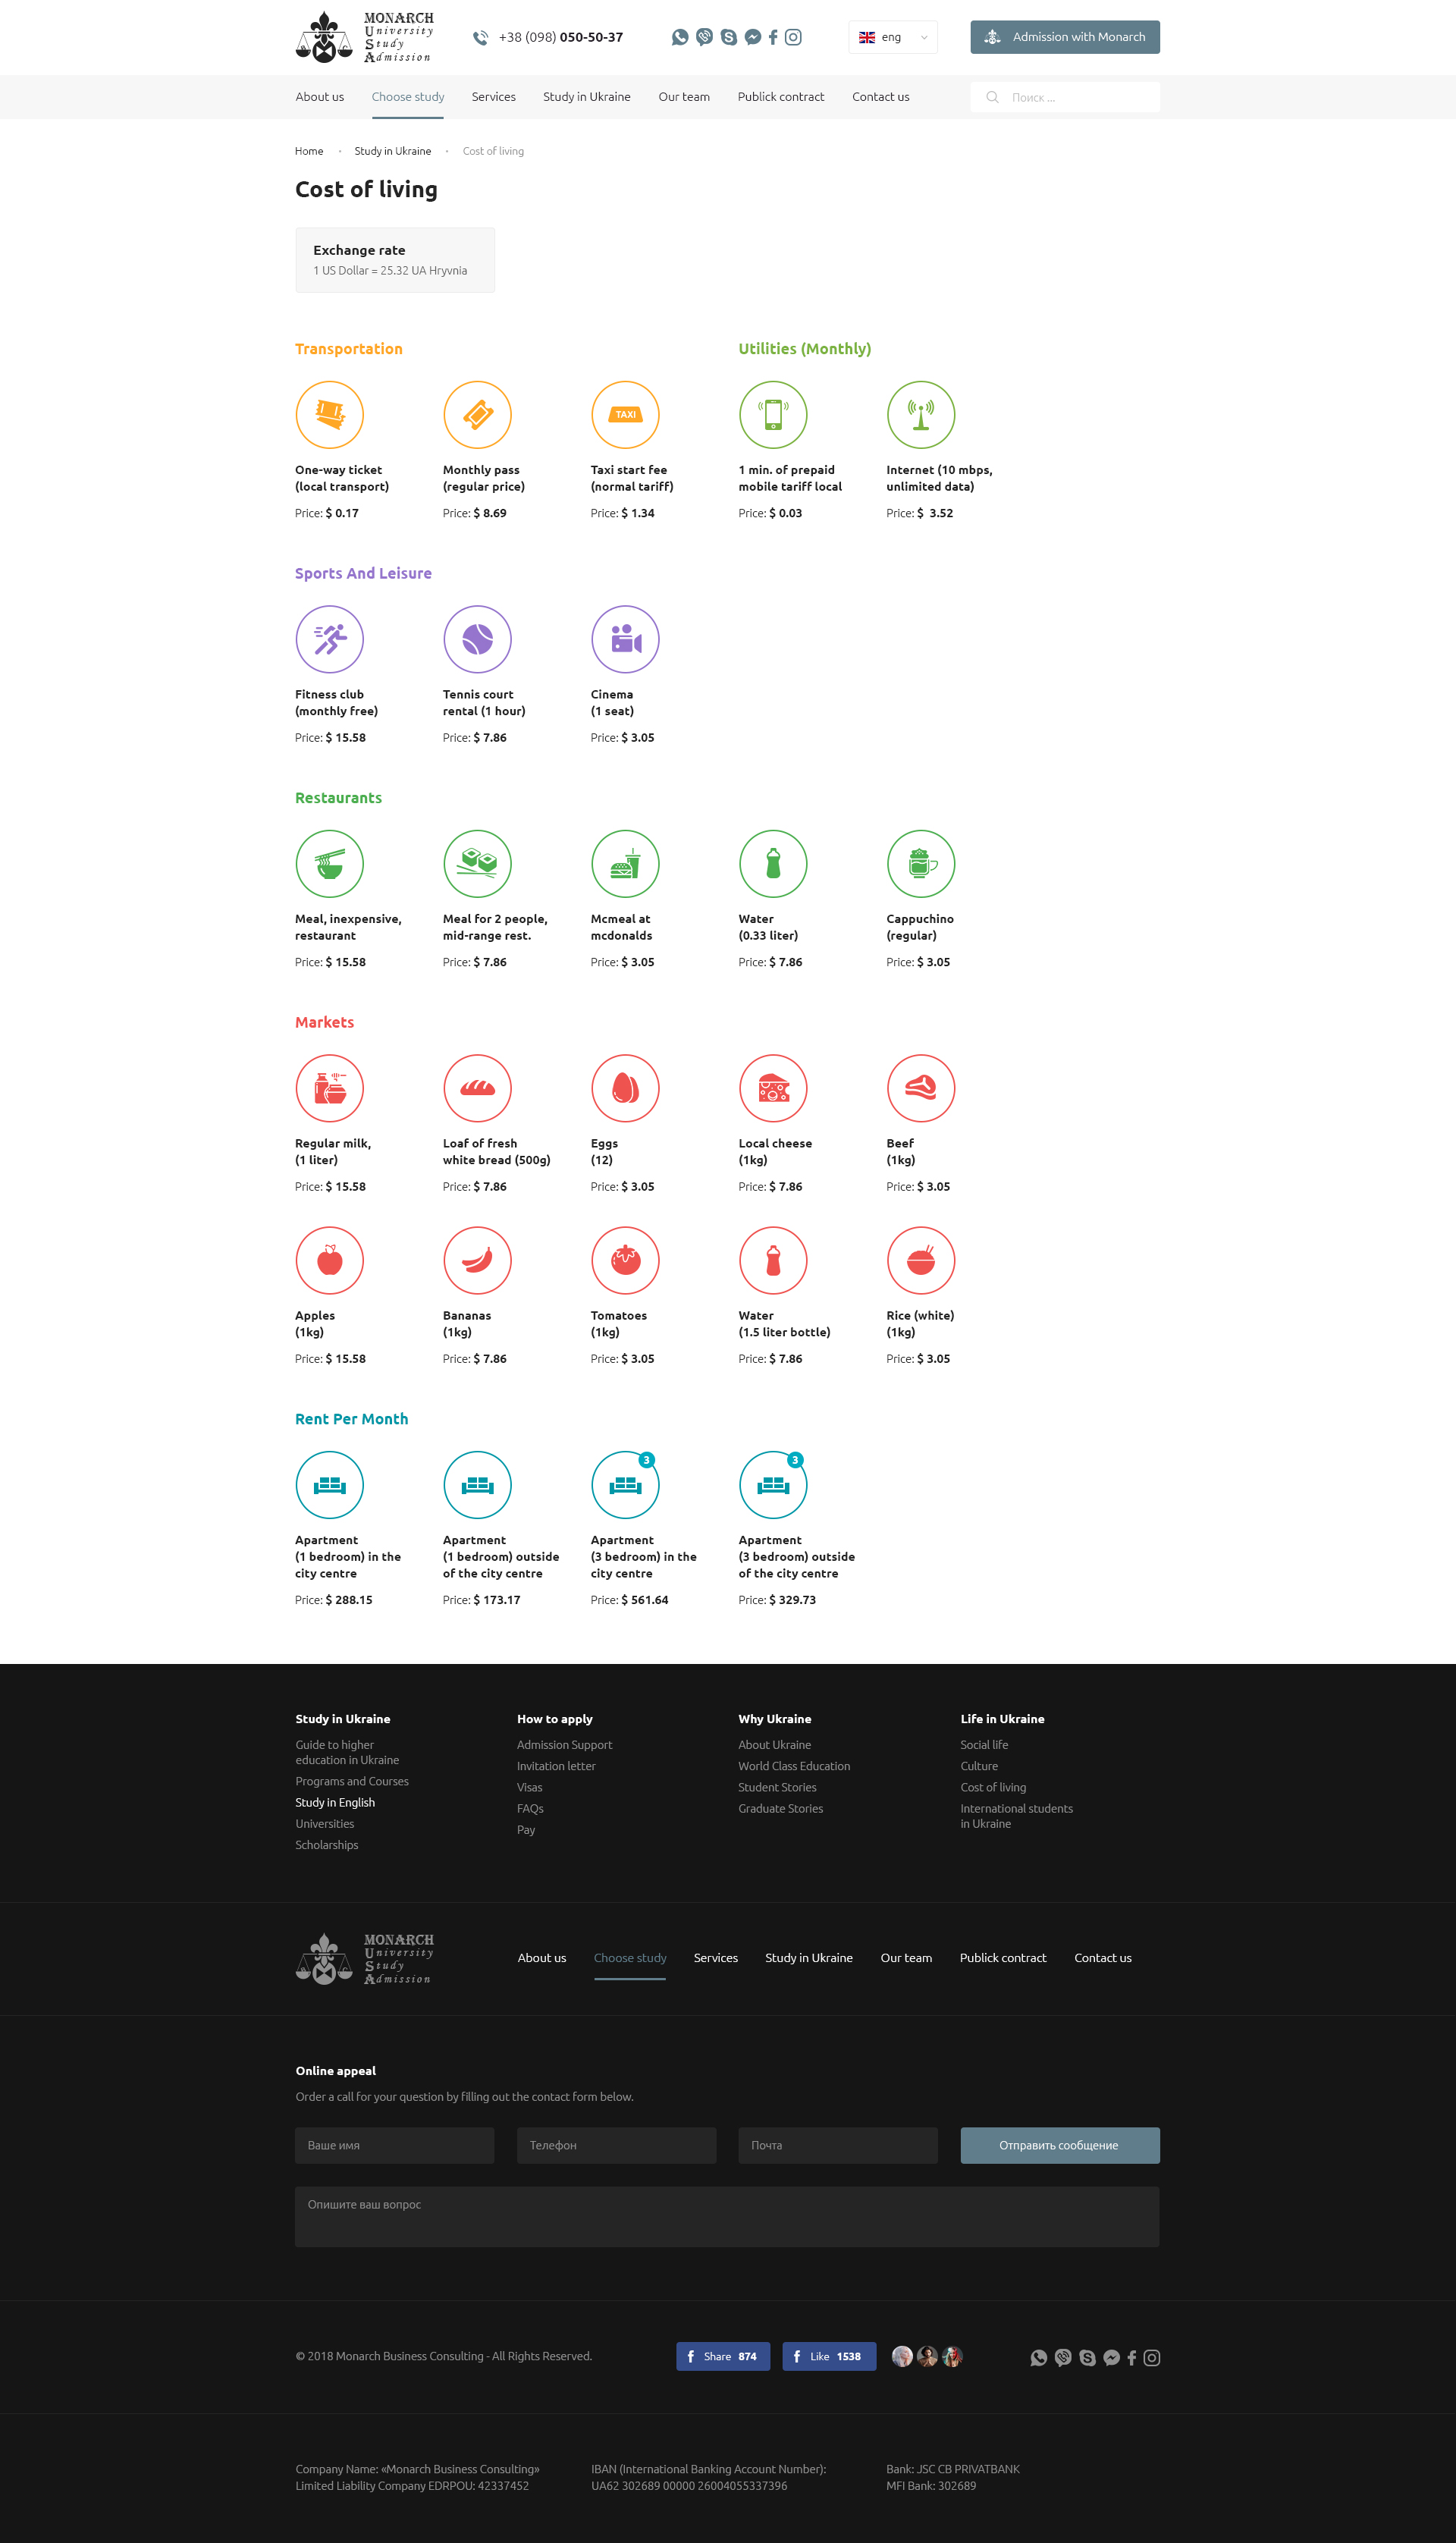 MONARCH
University
Study
Admission
+38 (098) 050-50-37
eng
Admission with Monarch
About us
Choose study
Services
Study in Ukraine
Our team
Publick contract
Contact us
Поиск ...
Home • Study in Ukraine • Cost of living
Cost of living
Exchange rate
1 US Dollar = 25.32 UA Hryvnia
Transportation
TAXI
One-way ticket
(local transport)
Price: $ 0.17
Monthly pass
(regular price)
Price: $ 8.69
Taxi start fee
(normal tariff)
Price: $ 1.34
Utilities (Monthly)
1 min. of prepaid
mobile tariff local
Price: $ 0.03
Internet (10 mbps,
unlimited data)
Price: $ 3.52
Sports And Leisure
Fitness club
(monthly free)
Price: $ 15.58
Tennis court
rental (1 hour)
Price: $ 7.86
Cinema
(1 seat)
Price: $ 3.05
Restaurants
Meal, inexpensive,
restaurant
Price: $ 15.58
Meal for 2 people,
mid-range rest.
Price: $ 7.86
Mcmeal at
mcdonalds
Price: $ 3.05
Water
(0.33 liter)
Price: $ 7.86
Cappuchino
(regular)
Price: $ 3.05
Markets
Regular milk,
(1 liter)
Price: $ 15.58
Loaf of fresh
white bread (500g)
Price: $ 7.86
Eggs
(12)
Price: $ 3.05
Local cheese
(1kg)
Price: $ 7.86
Beef
(1kg)
Price: $ 3.05
Apples
(1kg)
Price: $ 15.58
Bananas
(1kg)
Price: $ 7.86
Tomatoes
(1kg)
Price: $ 3.05
Water
(1.5 liter bottle)
Price: $ 7.86
Rice (white)
(1kg)
Price: $ 3.05
Rent Per Month
Apartment
(1 bedroom) in the
city centre
Price: $ 288.15
Apartment
(1 bedroom) outside
of the city centre
Price: $ 173.17
3
Apartment
(3 bedroom) in the
city centre
Price: $ 561.64
3
Apartment
(3 bedroom) outside
of the city centre
Price: $ 329.73
Study in Ukraine
Guide to higher
education in Ukraine
Programs and Courses
Study in English
Universities
Scholarships
How to apply
Admission Support
Invitation letter
Visas
FAQs
Pay
Why Ukraine
About Ukraine
World Class Education
Student Stories
Graduate Stories
Life in Ukraine
Social life
Culture
Cost of living
International students
in Ukraine
MONARCH
University
Study
Admission
About us
Choose study
Services
Study in Ukraine
Our team
Publick contract
Contact us
Online appeal
Order a call for your question by filling out the contact form below.
Ваше имя
Телефон
Почта
Отправить сообщение
Опишите ваш вопрос
© 2018 Monarch Business Consulting - All Rights Reserved.
Share 874
Like 1538
Company Name: «Monarch Business Consulting»
Limited Liability Company EDRPOU: 42337452
IBAN (International Banking Account Number):
UA62 302689 00000 26004055337396
Bank: JSC CB PRIVATBANK
MFI Bank: 302689